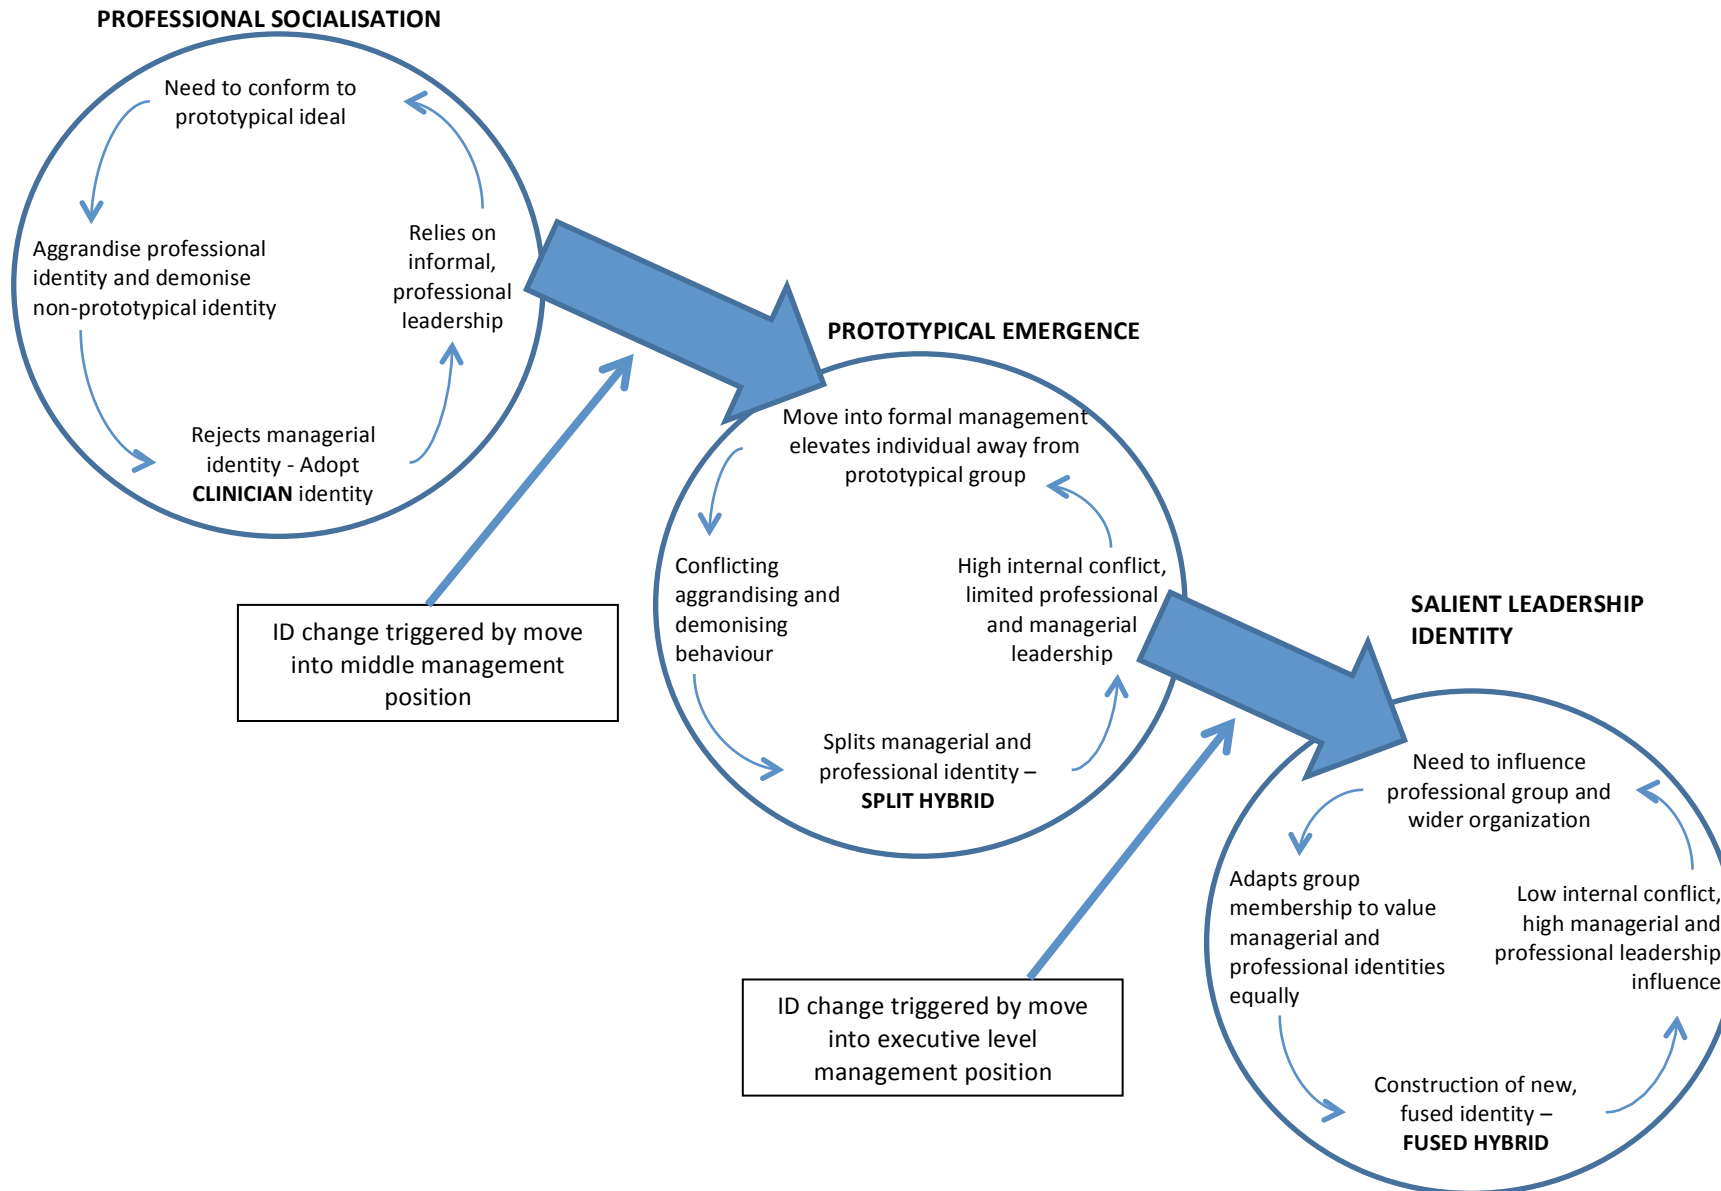 PROFESSIONAL SOCIALISATION
Need to conform to
prototypical ideal
Aggrandise professional
identity and demonise
non-prototypical identity
Rejects managerial
identity - Adopt
CLINICIAN identity
Relies on
informal,
professional
leadership
ID change triggered by move
into middle management
position
PROTOTYPICAL EMERGENCE
Move into formal management
elevates individual away from
prototypical group
Conflicting
aggrandising and
demonising
behaviour
Splits managerial and
professional identity –
SPLIT HYBRID
High internal conflict,
limited professional
and managerial
leadership
ID change triggered by move
into executive level
management position
SALIENT LEADERSHIP
IDENTITY
Need to influence
professional group and
wider organization
Adapts group
membership to value
managerial and
professional identities
equally
Construction of new,
fused identity –
FUSED HYBRID
Low internal conflict,
high managerial and
professional leadership
influence